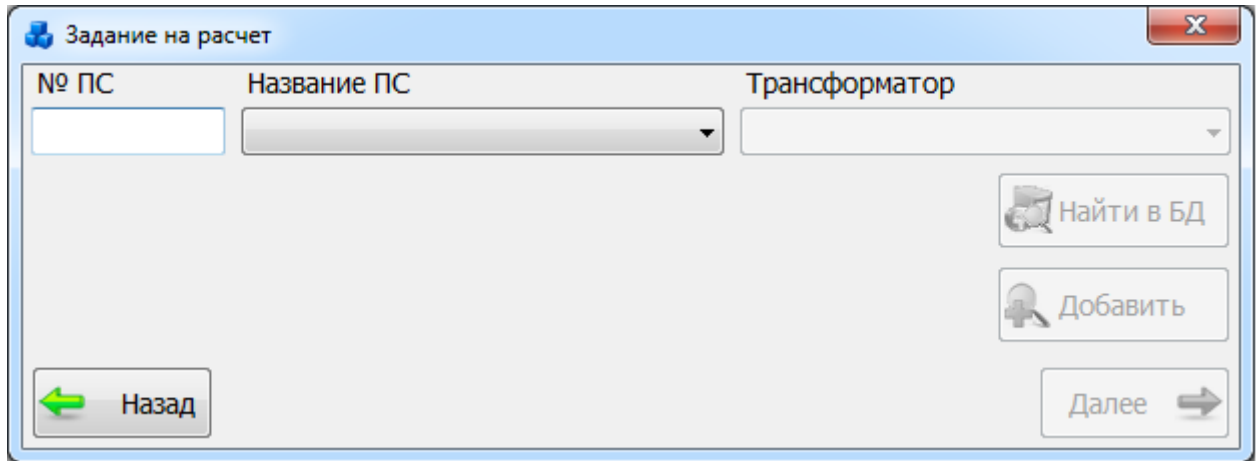 Задание на расчет
№ ПС Название ПС Трансформатор
Найти в БД
Добавить
Назад Далее